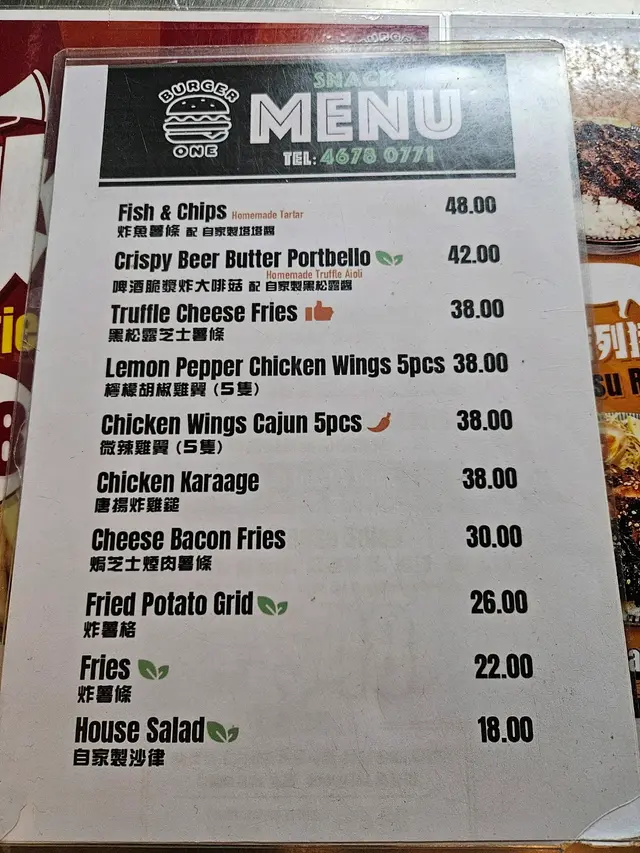 BURGER
ONE
SNACK
MENU
TEL: 4678 0771
Fish & Chips Homemade Tartar 48.00
炸魚薯條 配 自家製塔塔醬
Crispy Beer Butter Portbello 42.00
Homemade Truffle Aioli
啤酒脆漿炸大啡菇 配 自家製黑松露醬
Truffle Cheese Fries 38.00
黑松露芝士薯條
Lemon Pepper Chicken Wings 5pcs 38.00
檸檬胡椒雞翼 (5隻)
Chicken Wings Cajun 5pcs 38.00
微辣雞翼 (5隻)
Chicken Karaage 38.00
唐揚炸雞鎚
Cheese Bacon Fries 30.00
焗芝士煙肉薯條
Fried Potato Grid 26.00
炸薯格
Fries 22.00
炸薯條
House Salad 18.00
自家製沙律